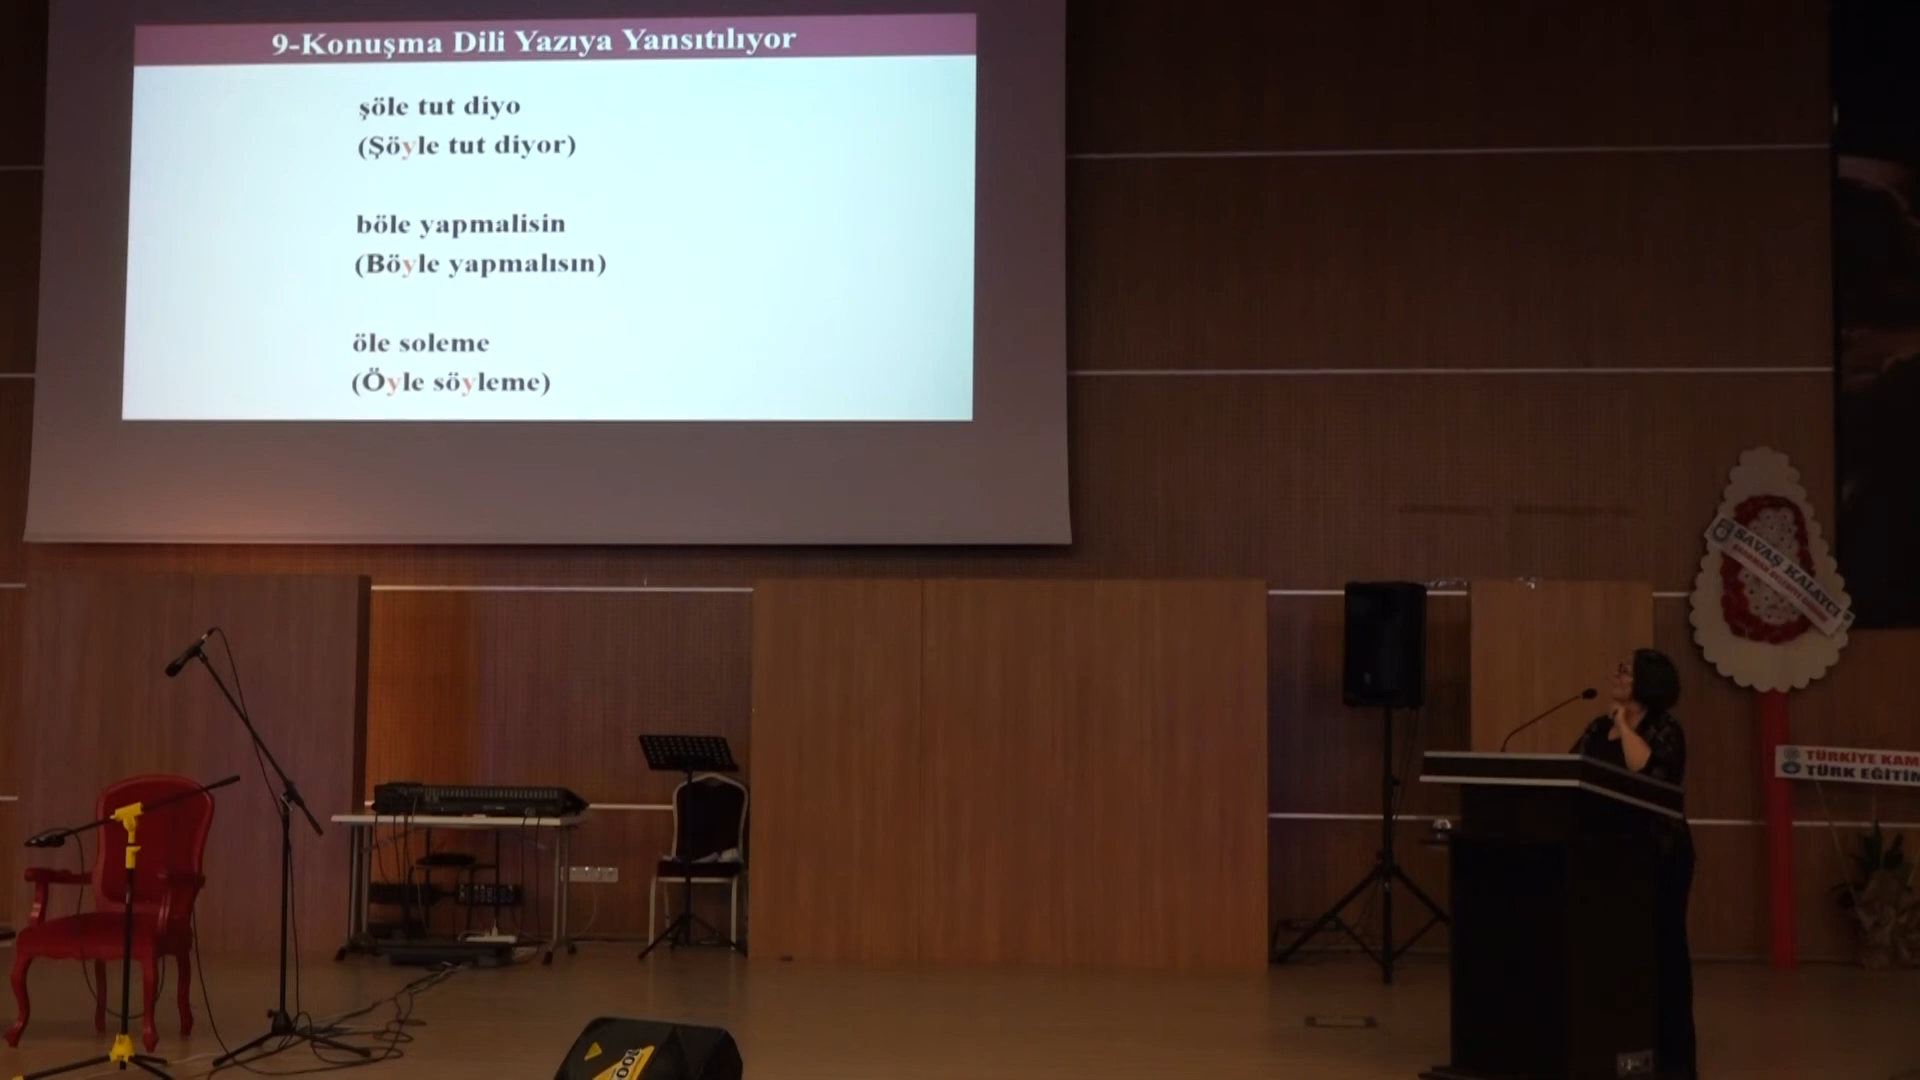 9-Konuşma Dili Yazıya Yansıtılıyor
şöle tut diyo
(Şöyle tut diyor)
böle yapmalisin
(Böyle yapmalısın)
öle soleme
(Öyle söyleme)
SAVAŞ KALAYCI
TÜRKİYE KAM
TÜRK EĞİTİM